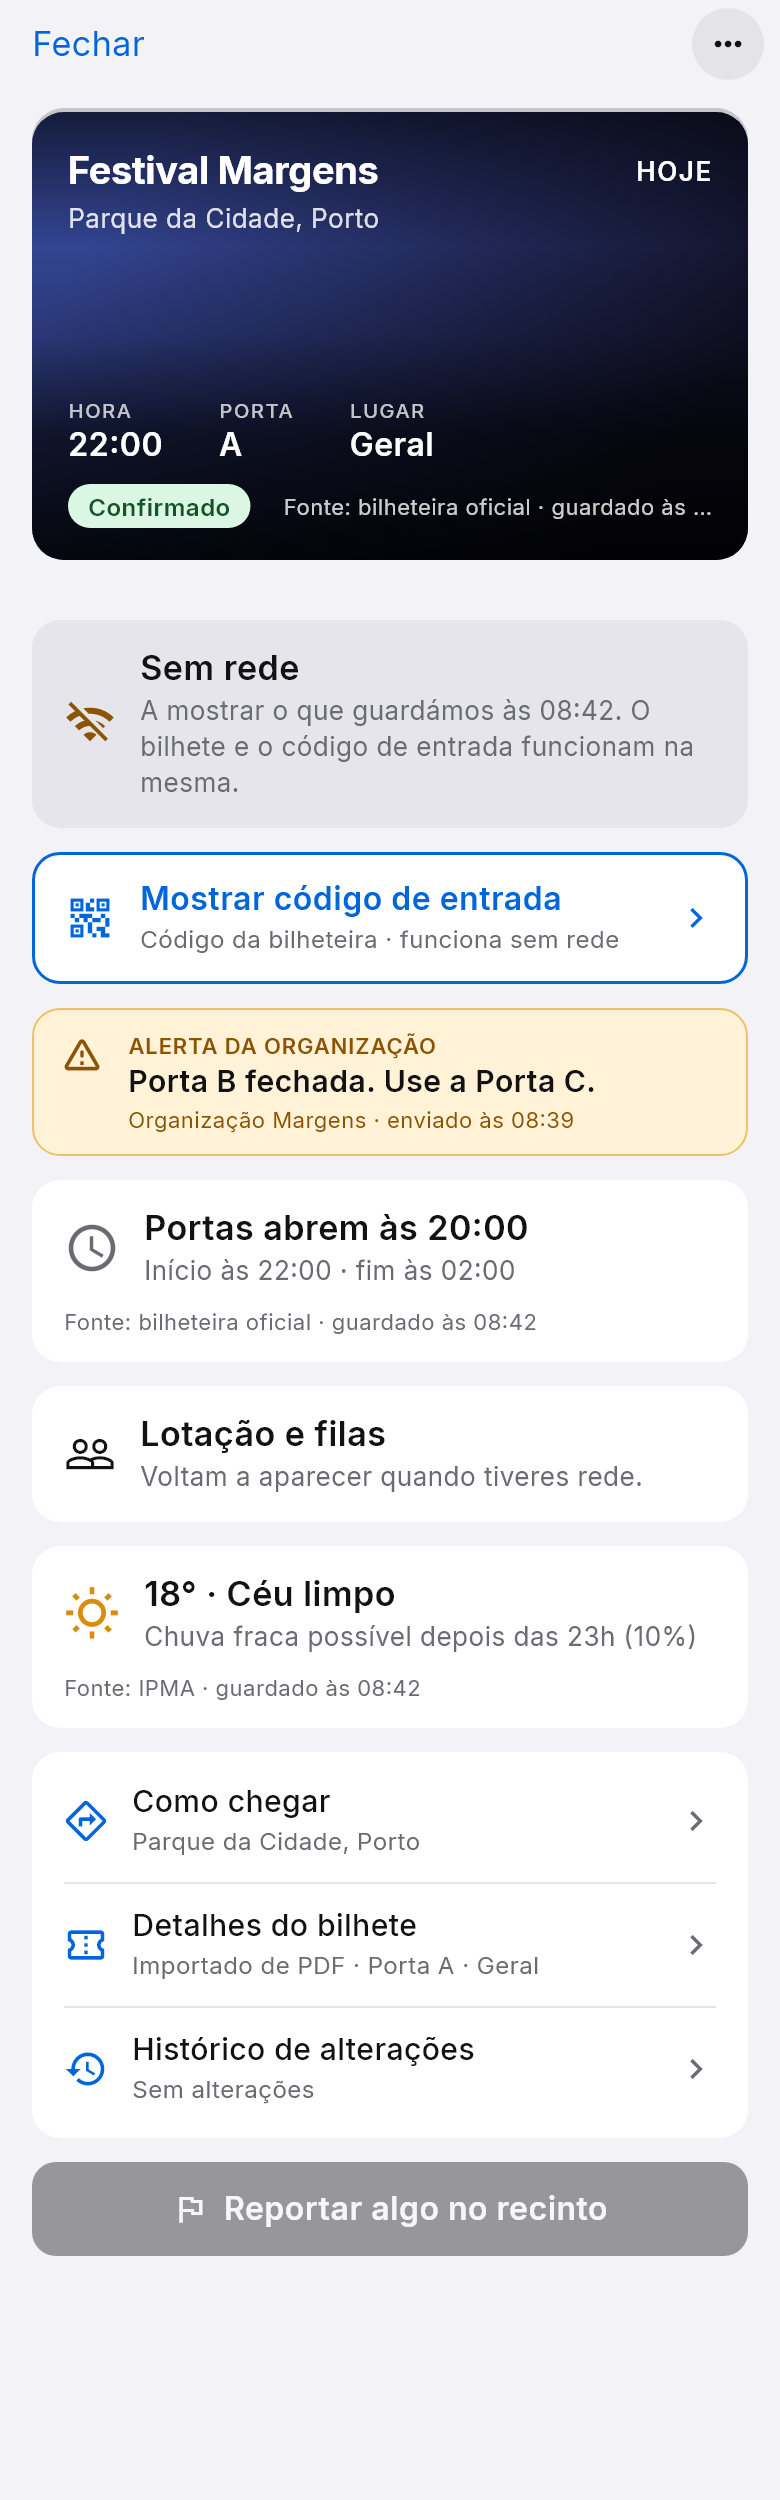 Fechar
Festival Margens
HOJE
Parque da Cidade, Porto
HORA
PORTA
LUGAR
22:00
A
Geral
Confirmado
Fonte: bilheteira oficial · guardado às ...
Sem rede
A mostrar o que guardámos às 08:42. O
bilhete e o código de entrada funcionam na
mesma.
Mostrar código de entrada
Código da bilheteira · funciona sem rede
ALERTA DA ORGANIZAÇÃO
Porta B fechada. Use a Porta C.
Organização Margens · enviado às 08:39
Portas abrem às 20:00
Início às 22:00 · fim às 02:00
Fonte: bilheteira oficial · guardado às 08:42
Lotação e filas
Voltam a aparecer quando tiveres rede.
18° · Céu limpo
Chuva fraca possível depois das 23h (10%)
Fonte: IPMA · guardado às 08:42
Como chegar
Parque da Cidade, Porto
Detalhes do bilhete
Importado de PDF · Porta A · Geral
Histórico de alterações
Sem alterações
Reportar algo no recinto